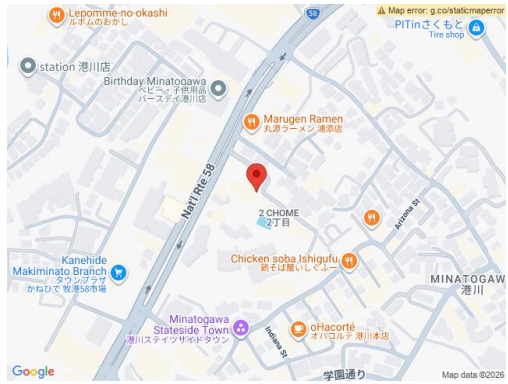 Lepomme-no-okashi
ルポムのおかし
58
Map error: g.co/staticmaperror
PiTinさくもと
Tire shop
station 港川店
Birthday Minatogawa
ベビー・子供用品
バースデイ港川店
Marugen Ramen
丸源ラーメン 浦添店
Nat'l Rte.58
2 CHOME
2丁目
Arizona St
Kanehide
Makiminato Branch
タウンプラザ
かねひで 牧港58市場
Chicken soba Ishigufu
鶏そば屋いしぐふー
MINATOGAW
港川
Minatogawa
Stateside Town
港川ステイツサイドタウン
Indiana St
oHacorté
オハコルテ 港川本店
学園通り
Google
Map data ©2026